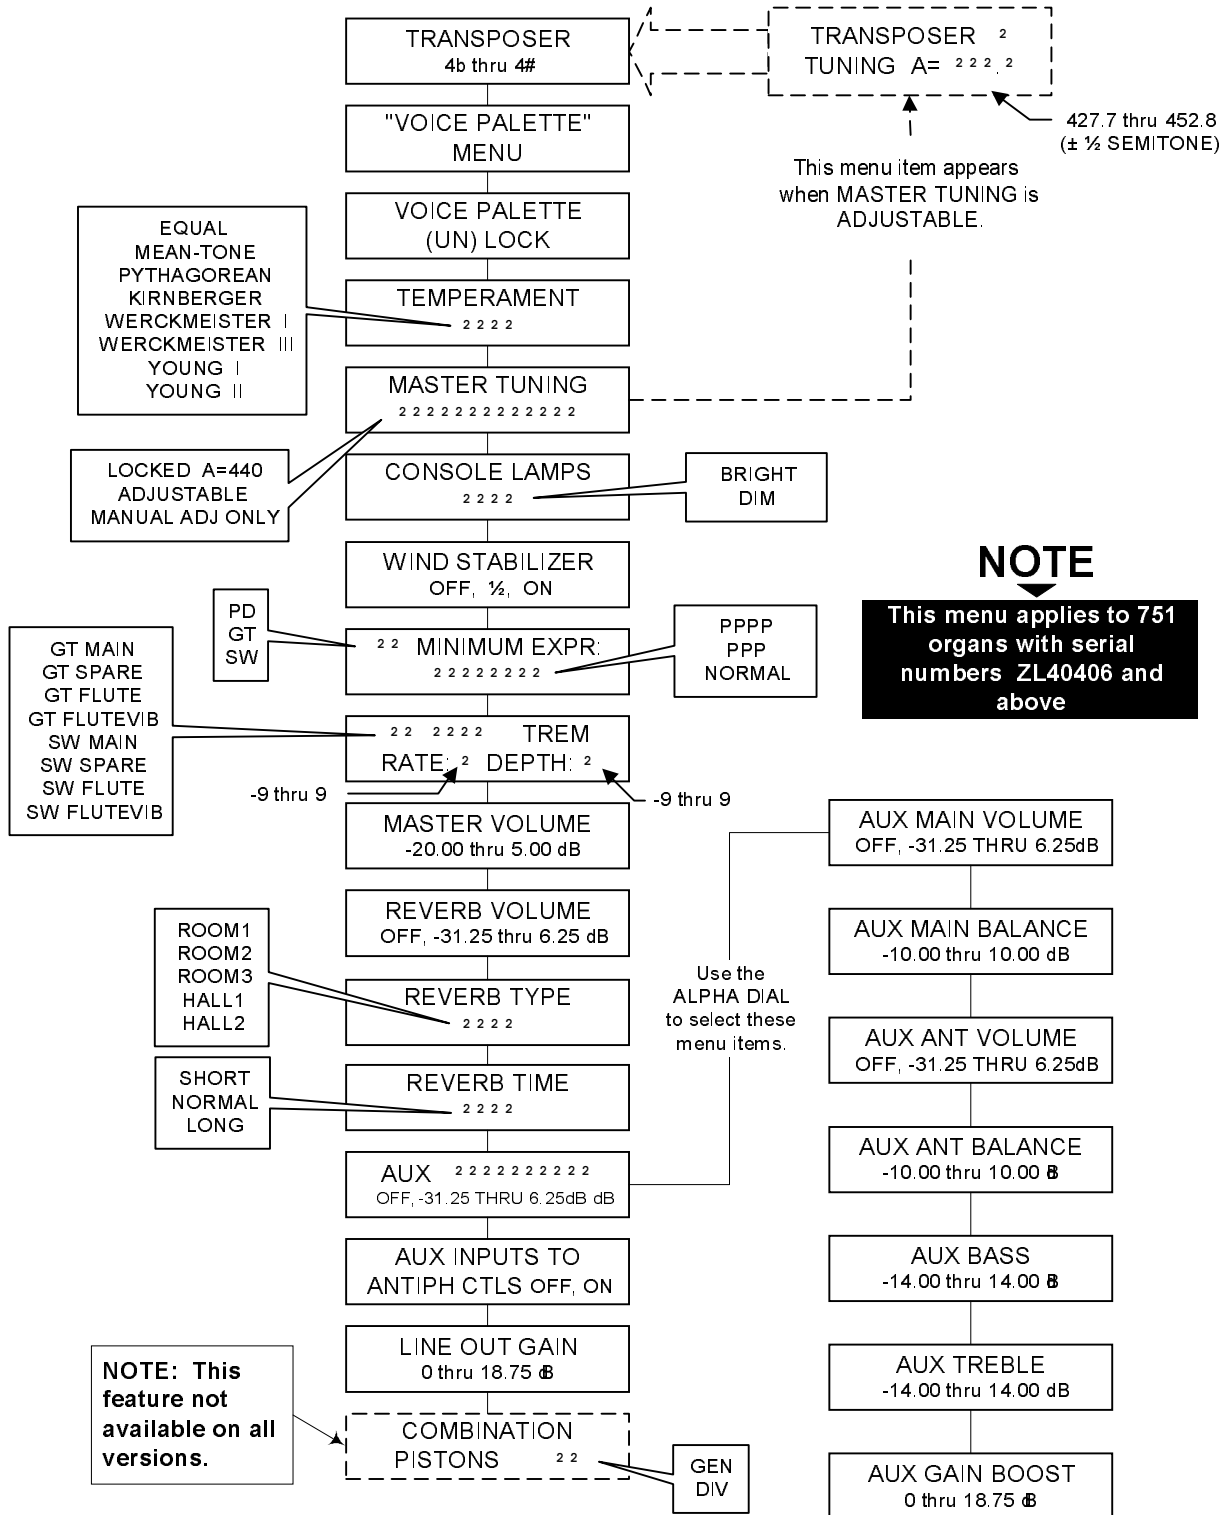 TRANSPOSER
4b thru 4#
TRANSPOSER ²
TUNING A= ²²².²
427.7 thru 452.8
(± ½ SEMITONE)
This menu item appears
when MASTER TUNING is
ADJUSTABLE.
"VOICE PALETTE"
MENU
VOICE PALETTE
(UN) LOCK
EQUAL
MEAN-TONE
PYTHAGOREAN
KIRNBERGER
WERCKMEISTER I
WERCKMEISTER III
YOUNG I
YOUNG II
TEMPERAMENT
²²²²
MASTER TUNING
²²²²²²²²²²²²²
LOCKED A=440
ADJUSTABLE
MANUAL ADJ ONLY
CONSOLE LAMPS
²²²²
BRIGHT
DIM
WIND STABILIZER
OFF, ½, ON
NOTE
This menu applies to 751
organs with serial
numbers ZL40406 and
above
PD
GT
SW
²² MINIMUM EXPR:
²²²²²²²²
PPPP
PPP
NORMAL
GT MAIN
GT SPARE
GT FLUTE
GT FLUTEVIB
SW MAIN
SW SPARE
SW FLUTE
SW FLUTEVIB
²² ²²²² TREM
RATE: ² DEPTH: ²
-9 thru 9
-9 thru 9
MASTER VOLUME
-20.00 thru 5.00 dB
REVERB VOLUME
OFF, -31.25 thru 6.25 dB
ROOM1
ROOM2
ROOM3
HALL1
HALL2
REVERB TYPE
²²²²
SHORT
NORMAL
LONG
REVERB TIME
²²²²
AUX ²²²²²²²²²²
OFF, -31.25 THRU 6.25dB dB
Use the
ALPHA DIAL
to select these
menu items.
AUX MAIN VOLUME
OFF, -31.25 THRU 6.25dB
AUX MAIN BALANCE
-10.00 thru 10.00 dB
AUX ANT VOLUME
OFF, -31.25 THRU 6.25dB
AUX ANT BALANCE
-10.00 thru 10.00 dB
AUX BASS
-14.00 thru 14.00 dB
AUX TREBLE
-14.00 thru 14.00 dB
AUX GAIN BOOST
0 thru 18.75 dB
AUX INPUTS TO
ANTIPH CTLS OFF, ON
LINE OUT GAIN
0 thru 18.75 dB
NOTE: This
feature not
available on all
versions.
COMBINATION
PISTONS ²²
GEN
DIV